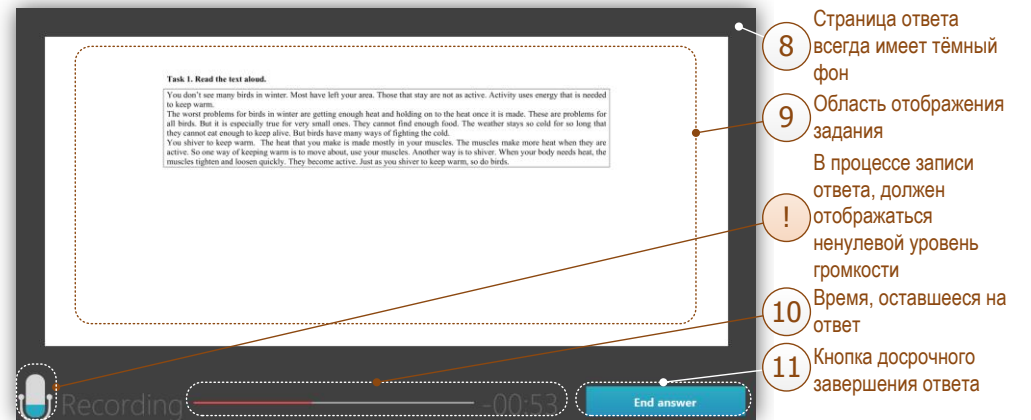 Task 1. Read the text aloud.
You don't see many birds in winter. Most have left your area. Those that stay are not as active. Activity uses energy that is needed
to keep warm.
The worst problems for birds in winter are getting enough heat and holding on to the heat once it is made. These are problems for
all birds. But it is especially true for very small ones. They cannot find enough food. The weather stays so cold for so long that
they cannot eat enough to keep alive. But birds have many ways of fighting the cold.
You shiver to keep warm. The heat that you make is made mostly in your muscles. The muscles make more heat when they are
active. So one way of keeping warm is to move about, use your muscles. Another way is to shiver. When your body needs heat, the
muscles tighten and loosen quickly. They become active. Just as you shiver to keep warm, so do birds.
Recording
-00:53
End answer
8
Страница ответа
всегда имеет тёмный
фон
9
Область отображения
задания
!
В процессе записи
ответа, должен
отображаться
ненулевой уровень
громкости
10
Время, оставшееся на
ответ
11
Кнопка досрочного
завершения ответа